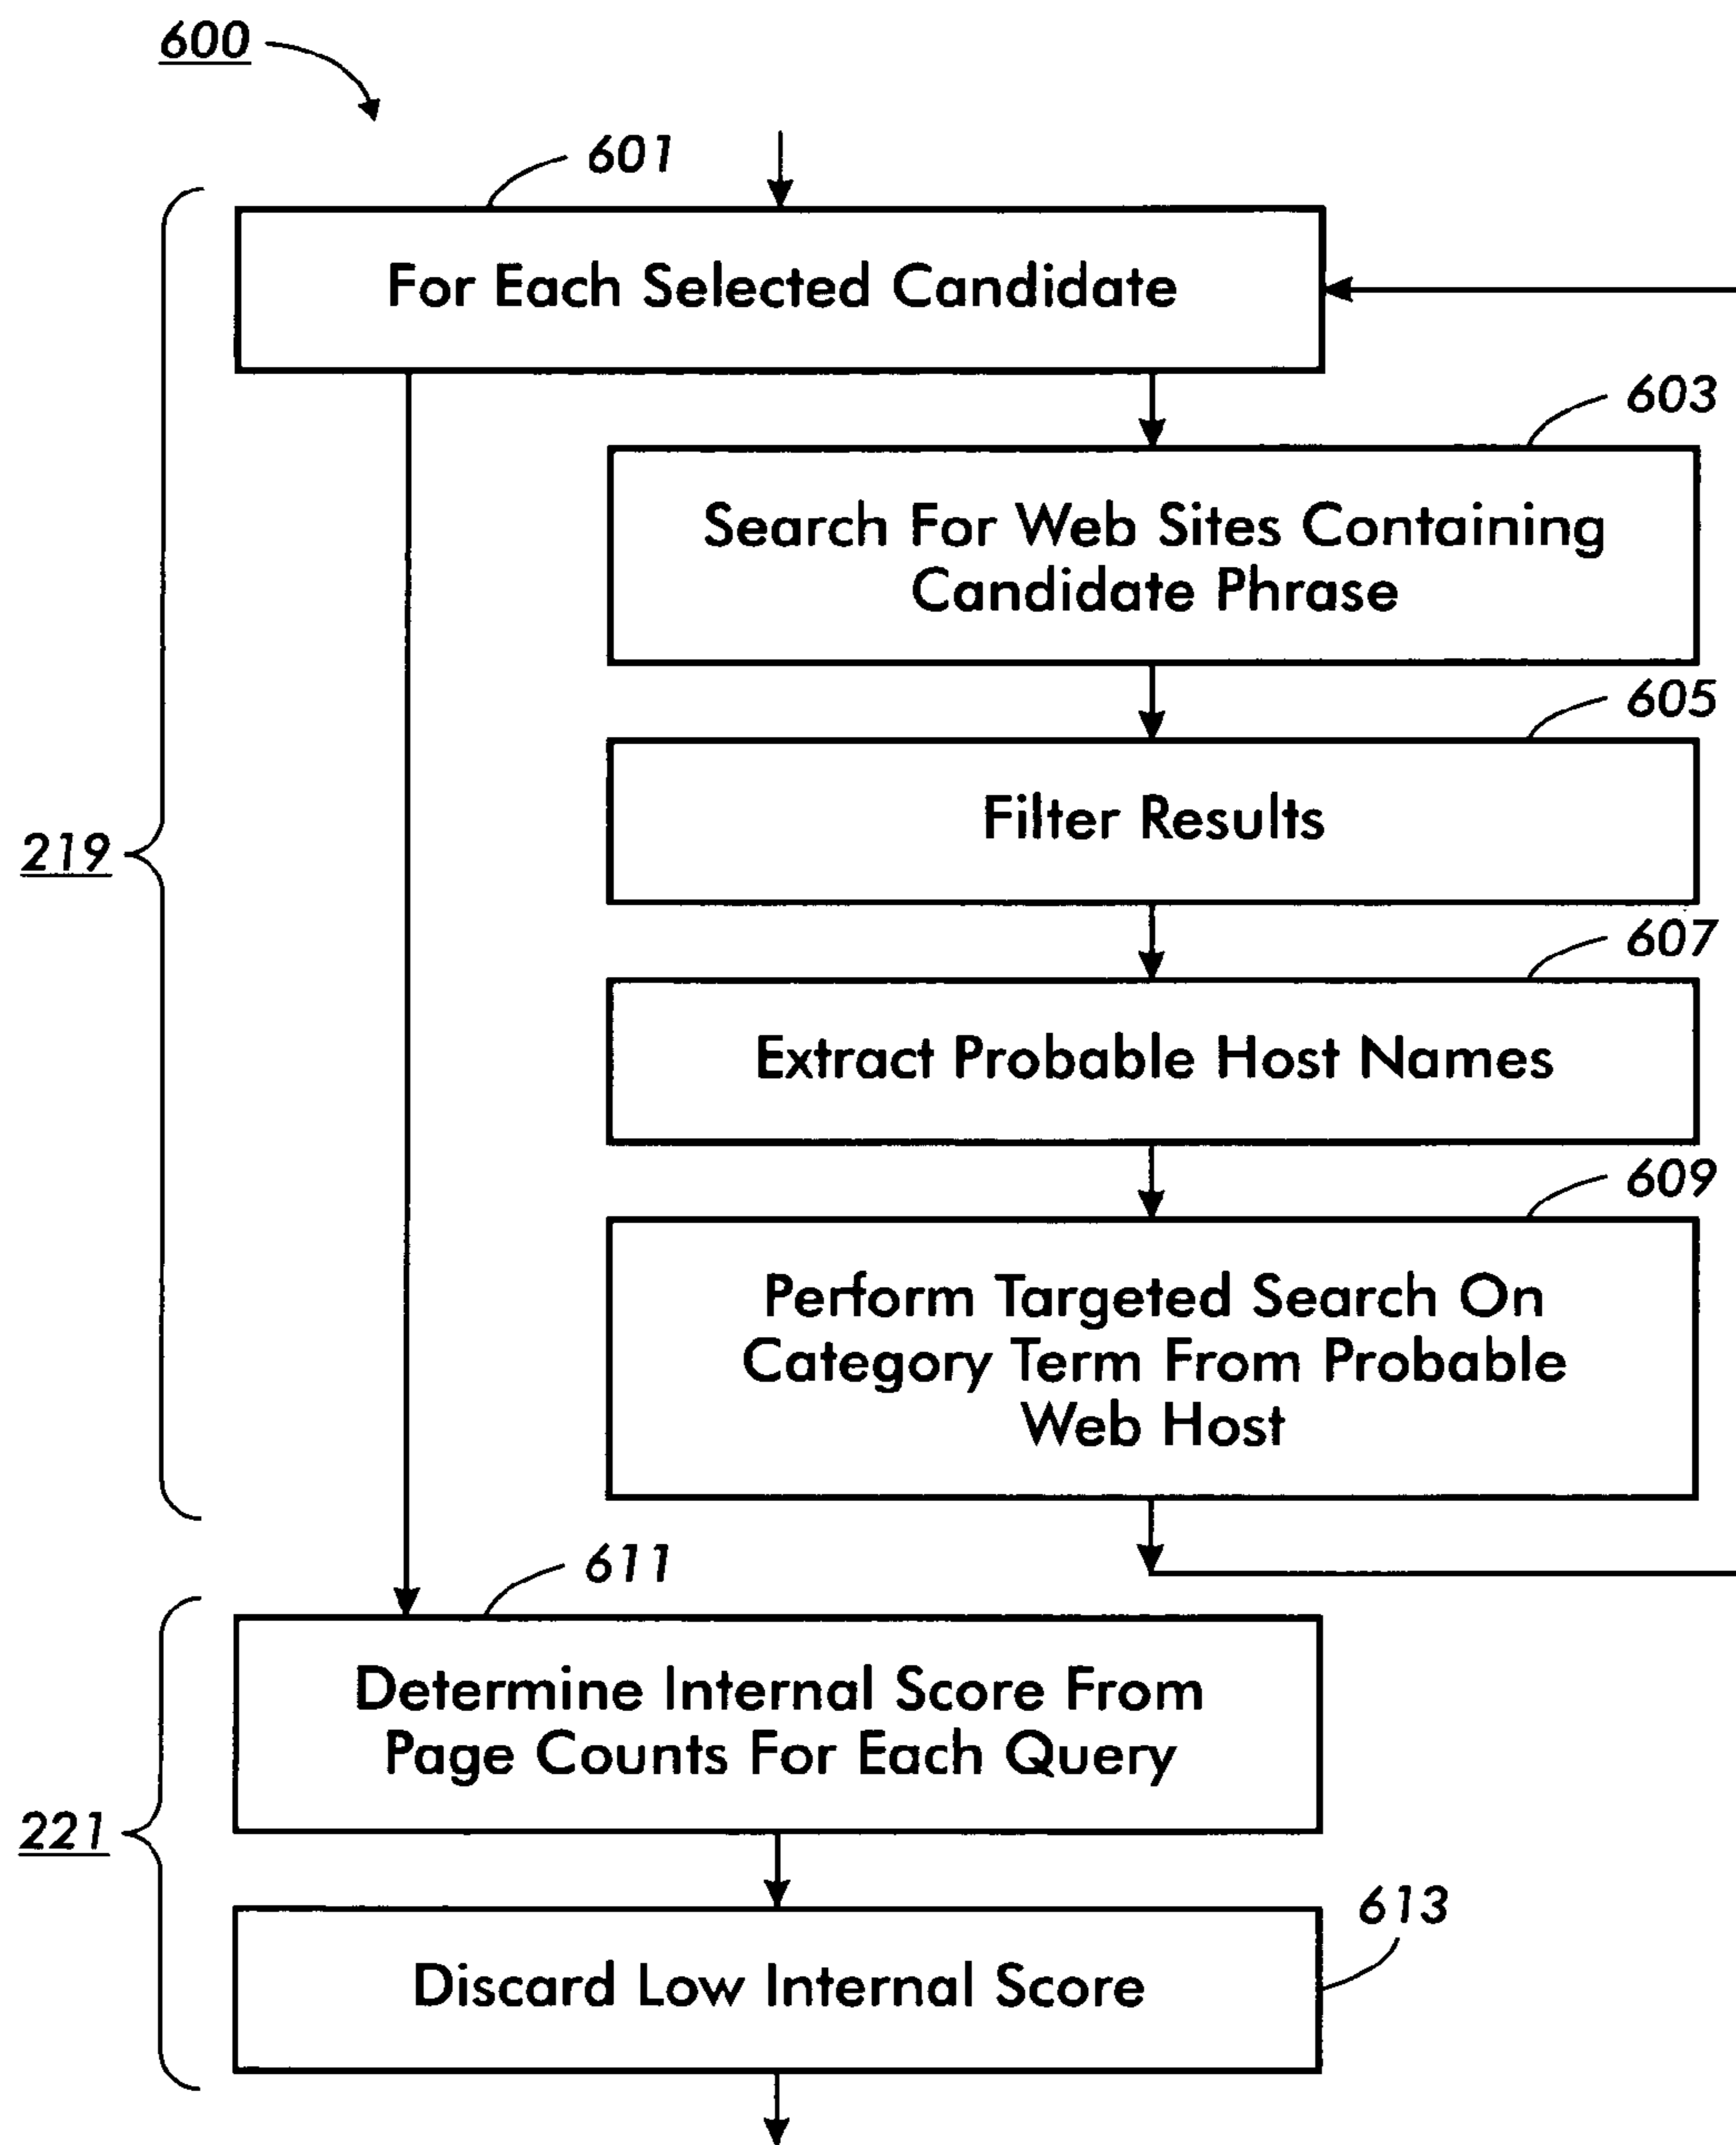 600
601
For Each Selected Candidate
603
Search For Web Sites Containing
Candidate Phrase
605
Filter Results
219
607
Extract Probable Host Names
609
Perform Targeted Search On
Category Term From Probable
Web Host
611
Determine Internal Score From
Page Counts For Each Query
221
613
Discard Low Internal Score